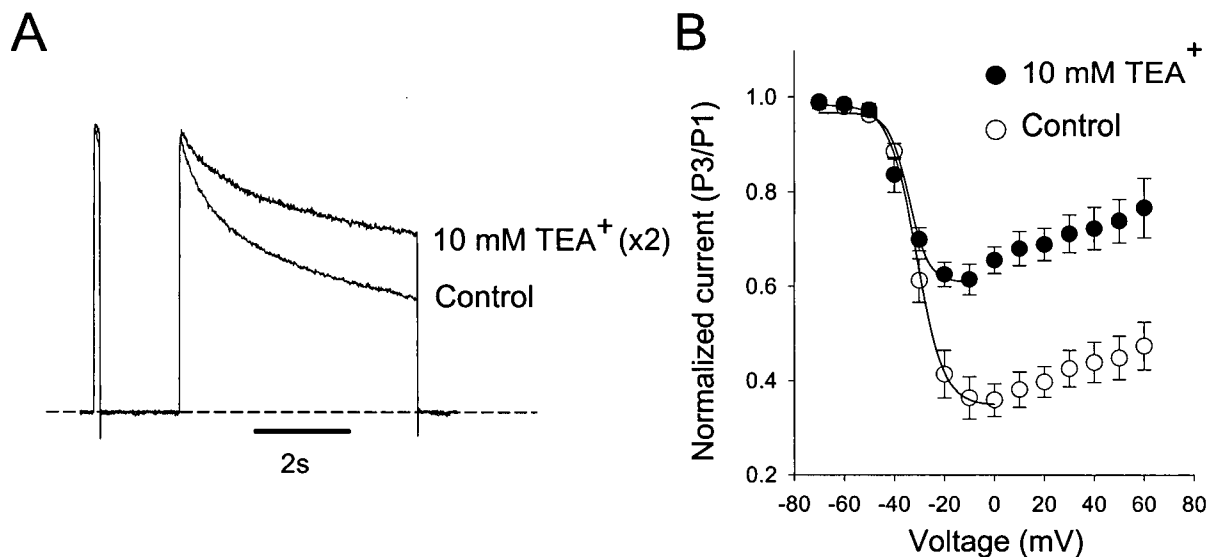 A
10 mM TEA+ (x2)
Control
2s
B
10 mM TEA+
Control
Normalized current (P3/P1)
1.0
0.8
0.6
0.4
0.2
-80 -60 -40 -20 0 20 40 60 80
Voltage (mV)